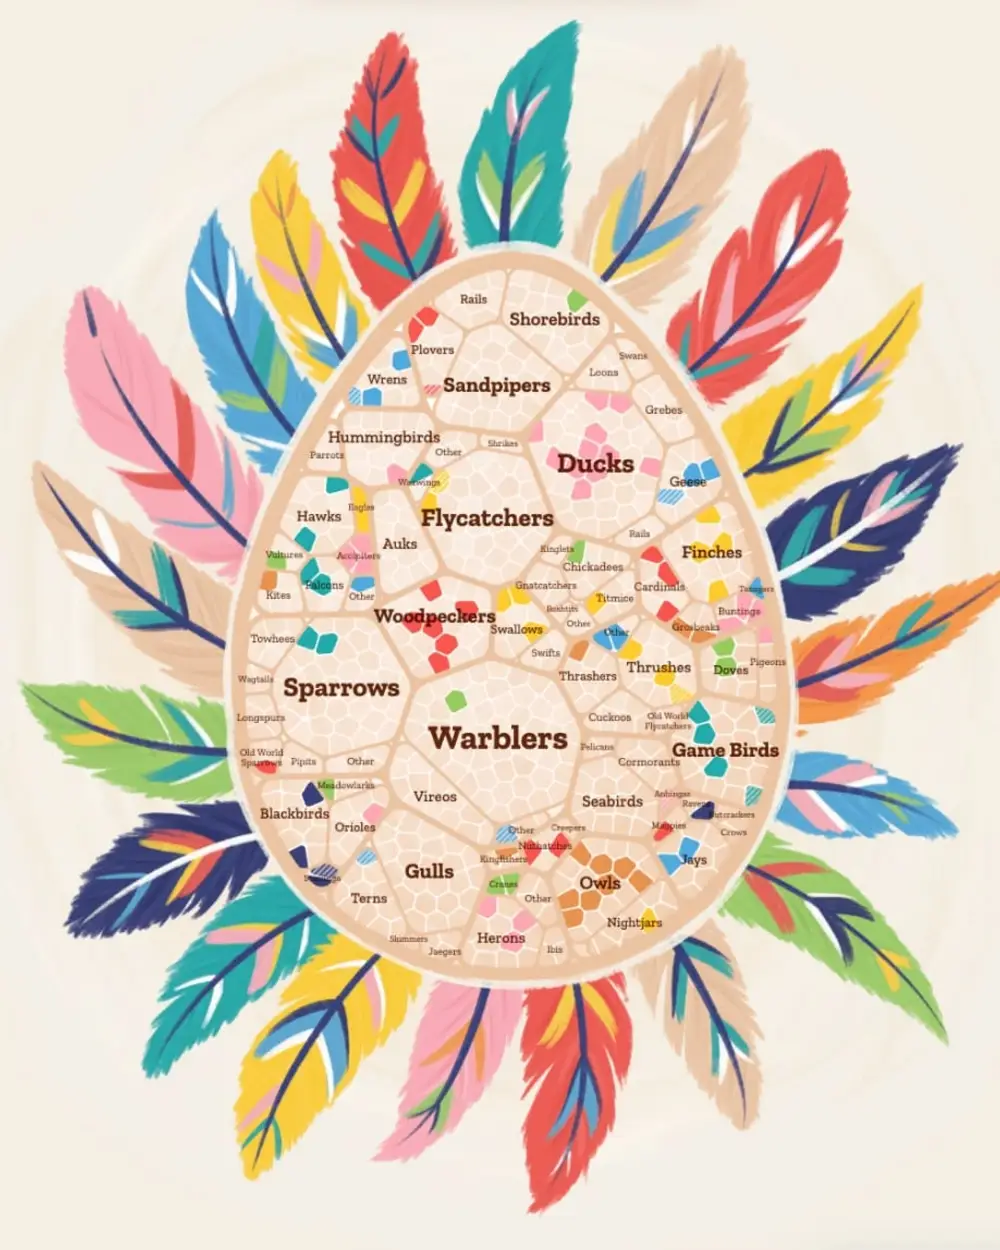 Rails
Shorebirds
Plovers
Swans
Loons
Wrens
Sandpipers
Grebes
Hummingbirds
Shrikes
Other
Parrots
Ducks
Waxwings
Geese
Eagles
Hawks
Flycatchers
Rails
Auks
Kinglets
Finches
Vultures
Accipiters
Chickadees
Falcons
Gnatcatchers
Cardinals
Tanagers
Kites
Other
Titmice
Bushtits
Buntings
Woodpeckers
Other
Grosbeaks
Swallows
Other
Towhees
Swifts
Thrushes
Doves
Pigeons
Thrashers
Wagtails
Sparrows
Longspurs
Cuckoos
Old World
Flycatchers
Warblers
Pelicans
Game Birds
Old World
Sparrows
Pipits
Other
Cormorants
Meadowlarks
Vireos
Seabirds
Anhingas
Ravens
Blackbirds
Nutcrackers
Orioles
Magpies
Crows
Other
Creepers
Nuthatches
Kingfishers
Jays
Gulls
Cranes
Owls
Terns
Other
Nightjars
Skimmers
Herons
Jaegers
Ibis